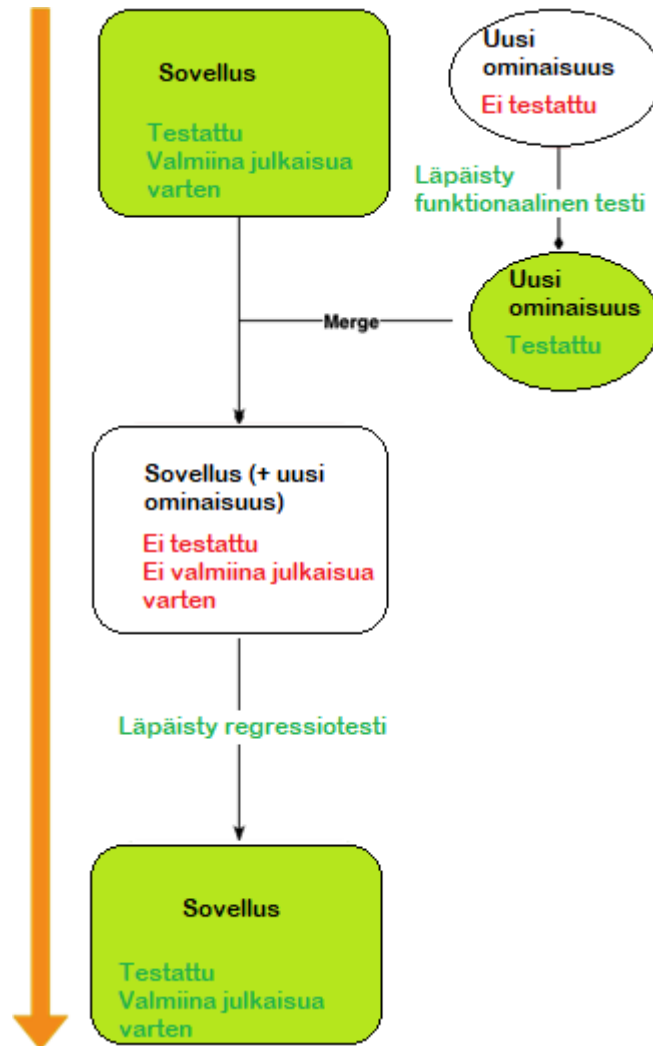 Sovellus
Testattu
Valmiina julkaisua
varten
Uusi
ominaisuus
Ei testattu
Läpäisty
funktionaalinen testi
Uusi
ominaisuus
Testattu
Merge
Sovellus (+ uusi
ominaisuus)
Ei testattu
Ei valmiina julkaisua
varten
Läpäisty regressiotesti
Sovellus
Testattu
Valmiina julkaisua
varten